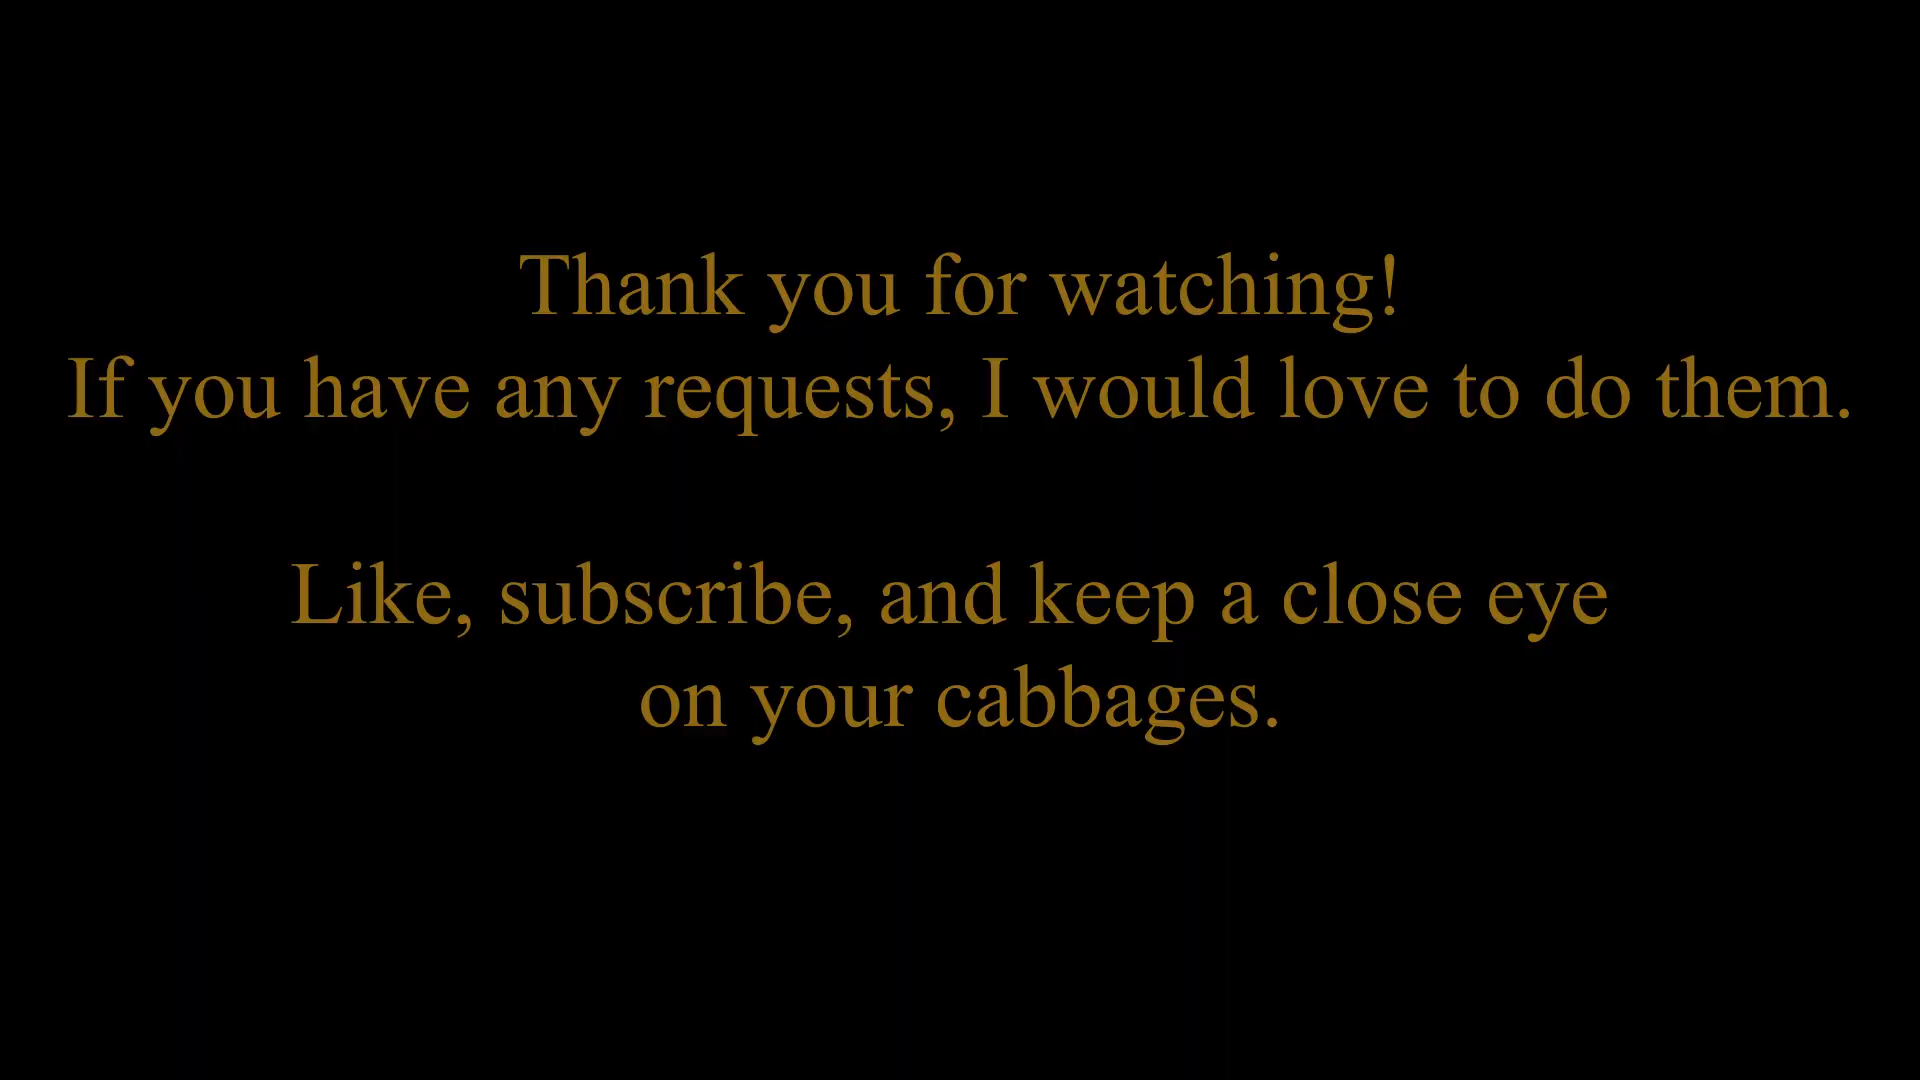 Thank you for watching!
If you have any requests, I would love to do them.
Like, subscribe, and keep a close eye
on your cabbages.